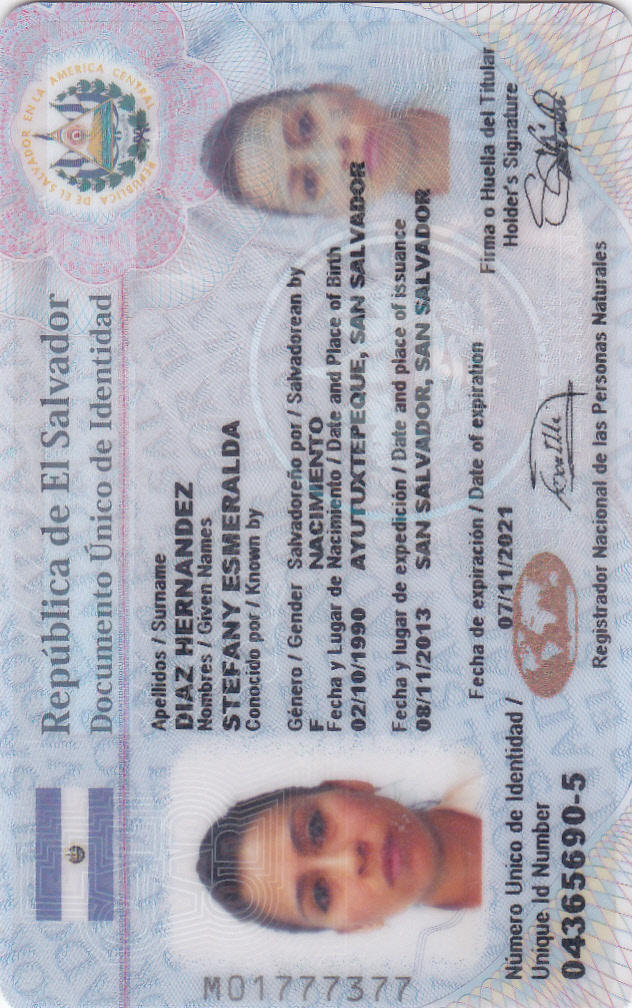 REPUBLICA DE EL SALVADOR EN LA AMERICA CENTRAL
República de El Salvador
Documento Único de Identidad
Apellidos / Surname
DIAZ HERNANDEZ
Nombres / Given Names
STEFANY ESMERALDA
Conocido por / Known by
Género / Gender Salvadoreño por / Salvadorean by
F NACIMIENTO
Fecha y Lugar de Nacimiento / Date and Place of Birth
02/10/1990 AYUTUXTEPEQUE, SAN SALVADOR
Fecha y lugar de expedición / Date and place of issuance
08/11/2013 SAN SALVADOR, SAN SALVADOR
Fecha de expiración / Date of expiration
07/11/2021
Firma o Huella del Titular
Holder's Signature
Número Unico de Identidad /
Unique Id Number
04365690-5
Registrador Nacional de las Personas Naturales
M01777377